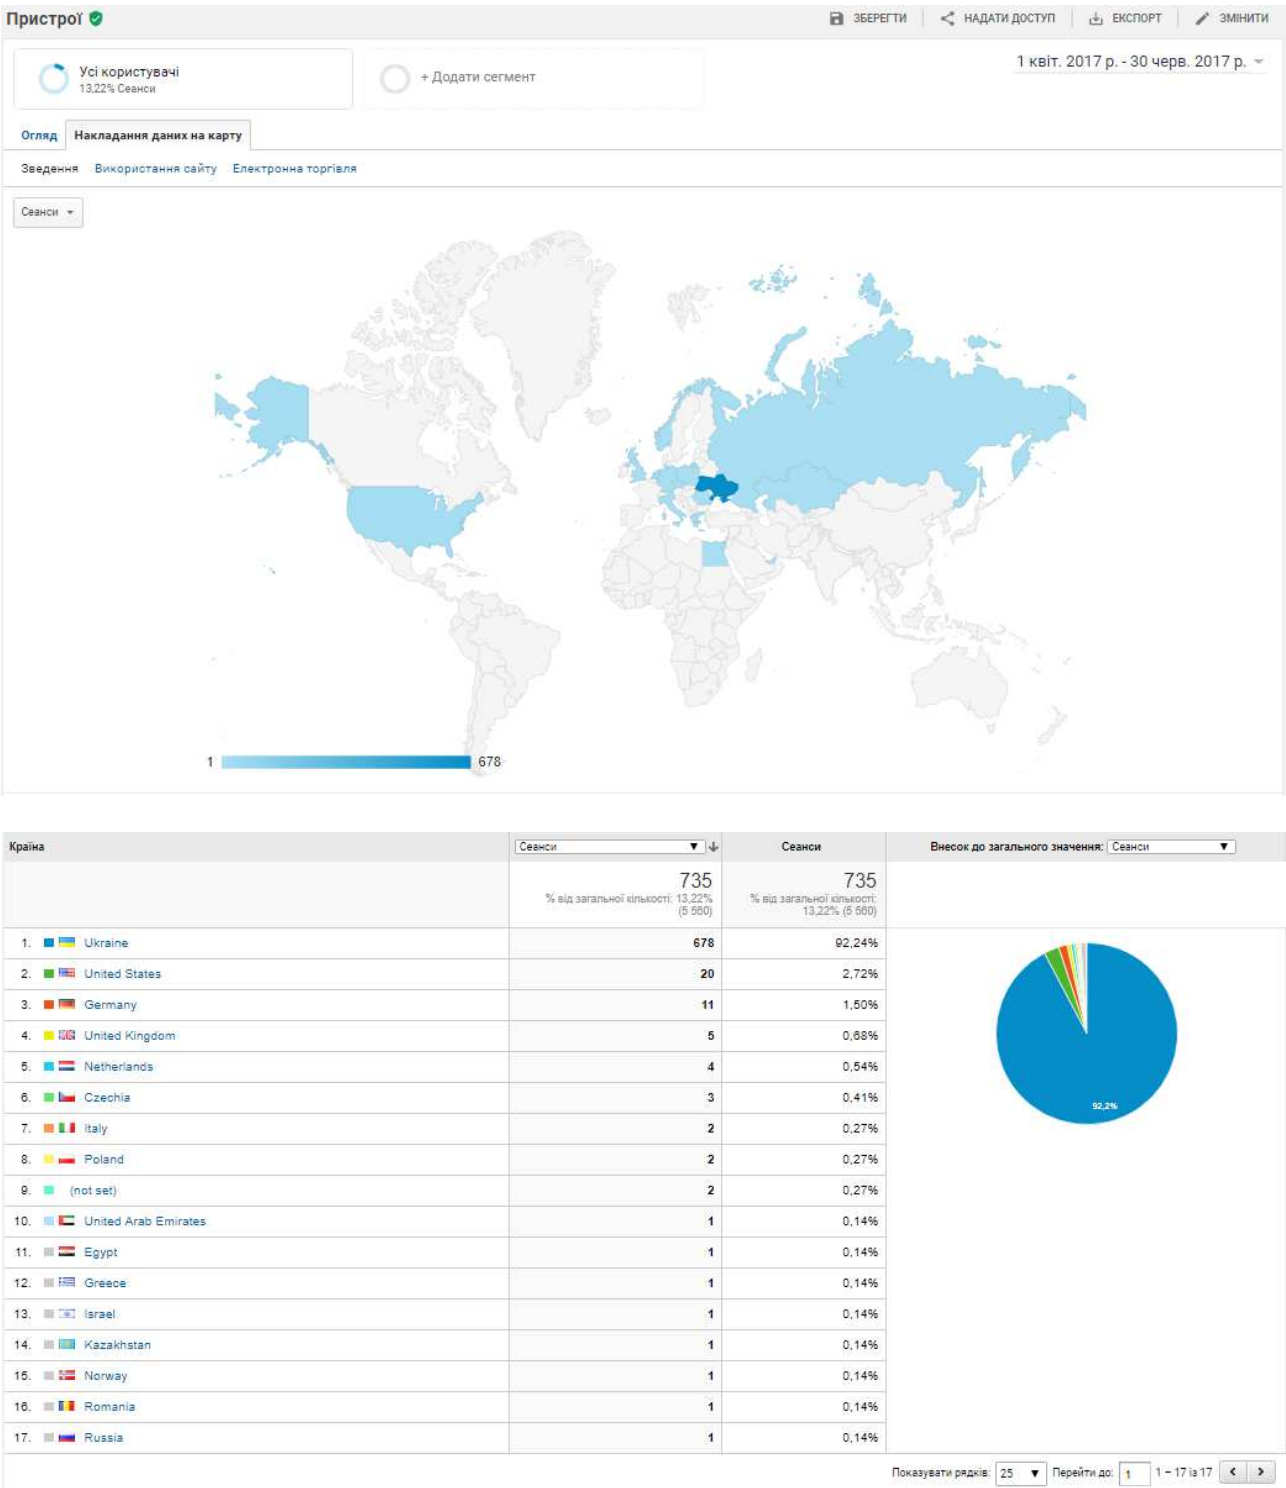 Пристрої
ЗБЕРЕГТИ
НАДАТИ ДОСТУП
ЕКСПОРТ
ЗМІНИТИ
Усі користувачі
13,22% Сеанси
+ Додати сегмент
1 квіт. 2017 р. - 30 черв. 2017 р.
Огляд Накладання даних на карту
Зведення Використання сайту Електронна торгівля
Сеанси
1 678
Країна Сеанси Сеанси Внесок до загального значення: Сеанси
735 735
% від загальної кількості: 13,22% (5 560) % від загальної кількості: 13,22% (5 560)
1. Ukraine 678 92,24%
2. United States 20 2,72%
3. Germany 11 1,50%
4. United Kingdom 5 0,68%
5. Netherlands 4 0,54%
6. Czechia 3 0,41%
7. Italy 2 0,27%
8. Poland 2 0,27%
9. (not set) 2 0,27%
10. United Arab Emirates 1 0,14%
11. Egypt 1 0,14%
12. Greece 1 0,14%
13. Israel 1 0,14%
14. Kazakhstan 1 0,14%
15. Norway 1 0,14%
16. Romania 1 0,14%
17. Russia 1 0,14%
92,2%
Показувати рядків: 25 Перейти до: 1 1 – 17 із 17